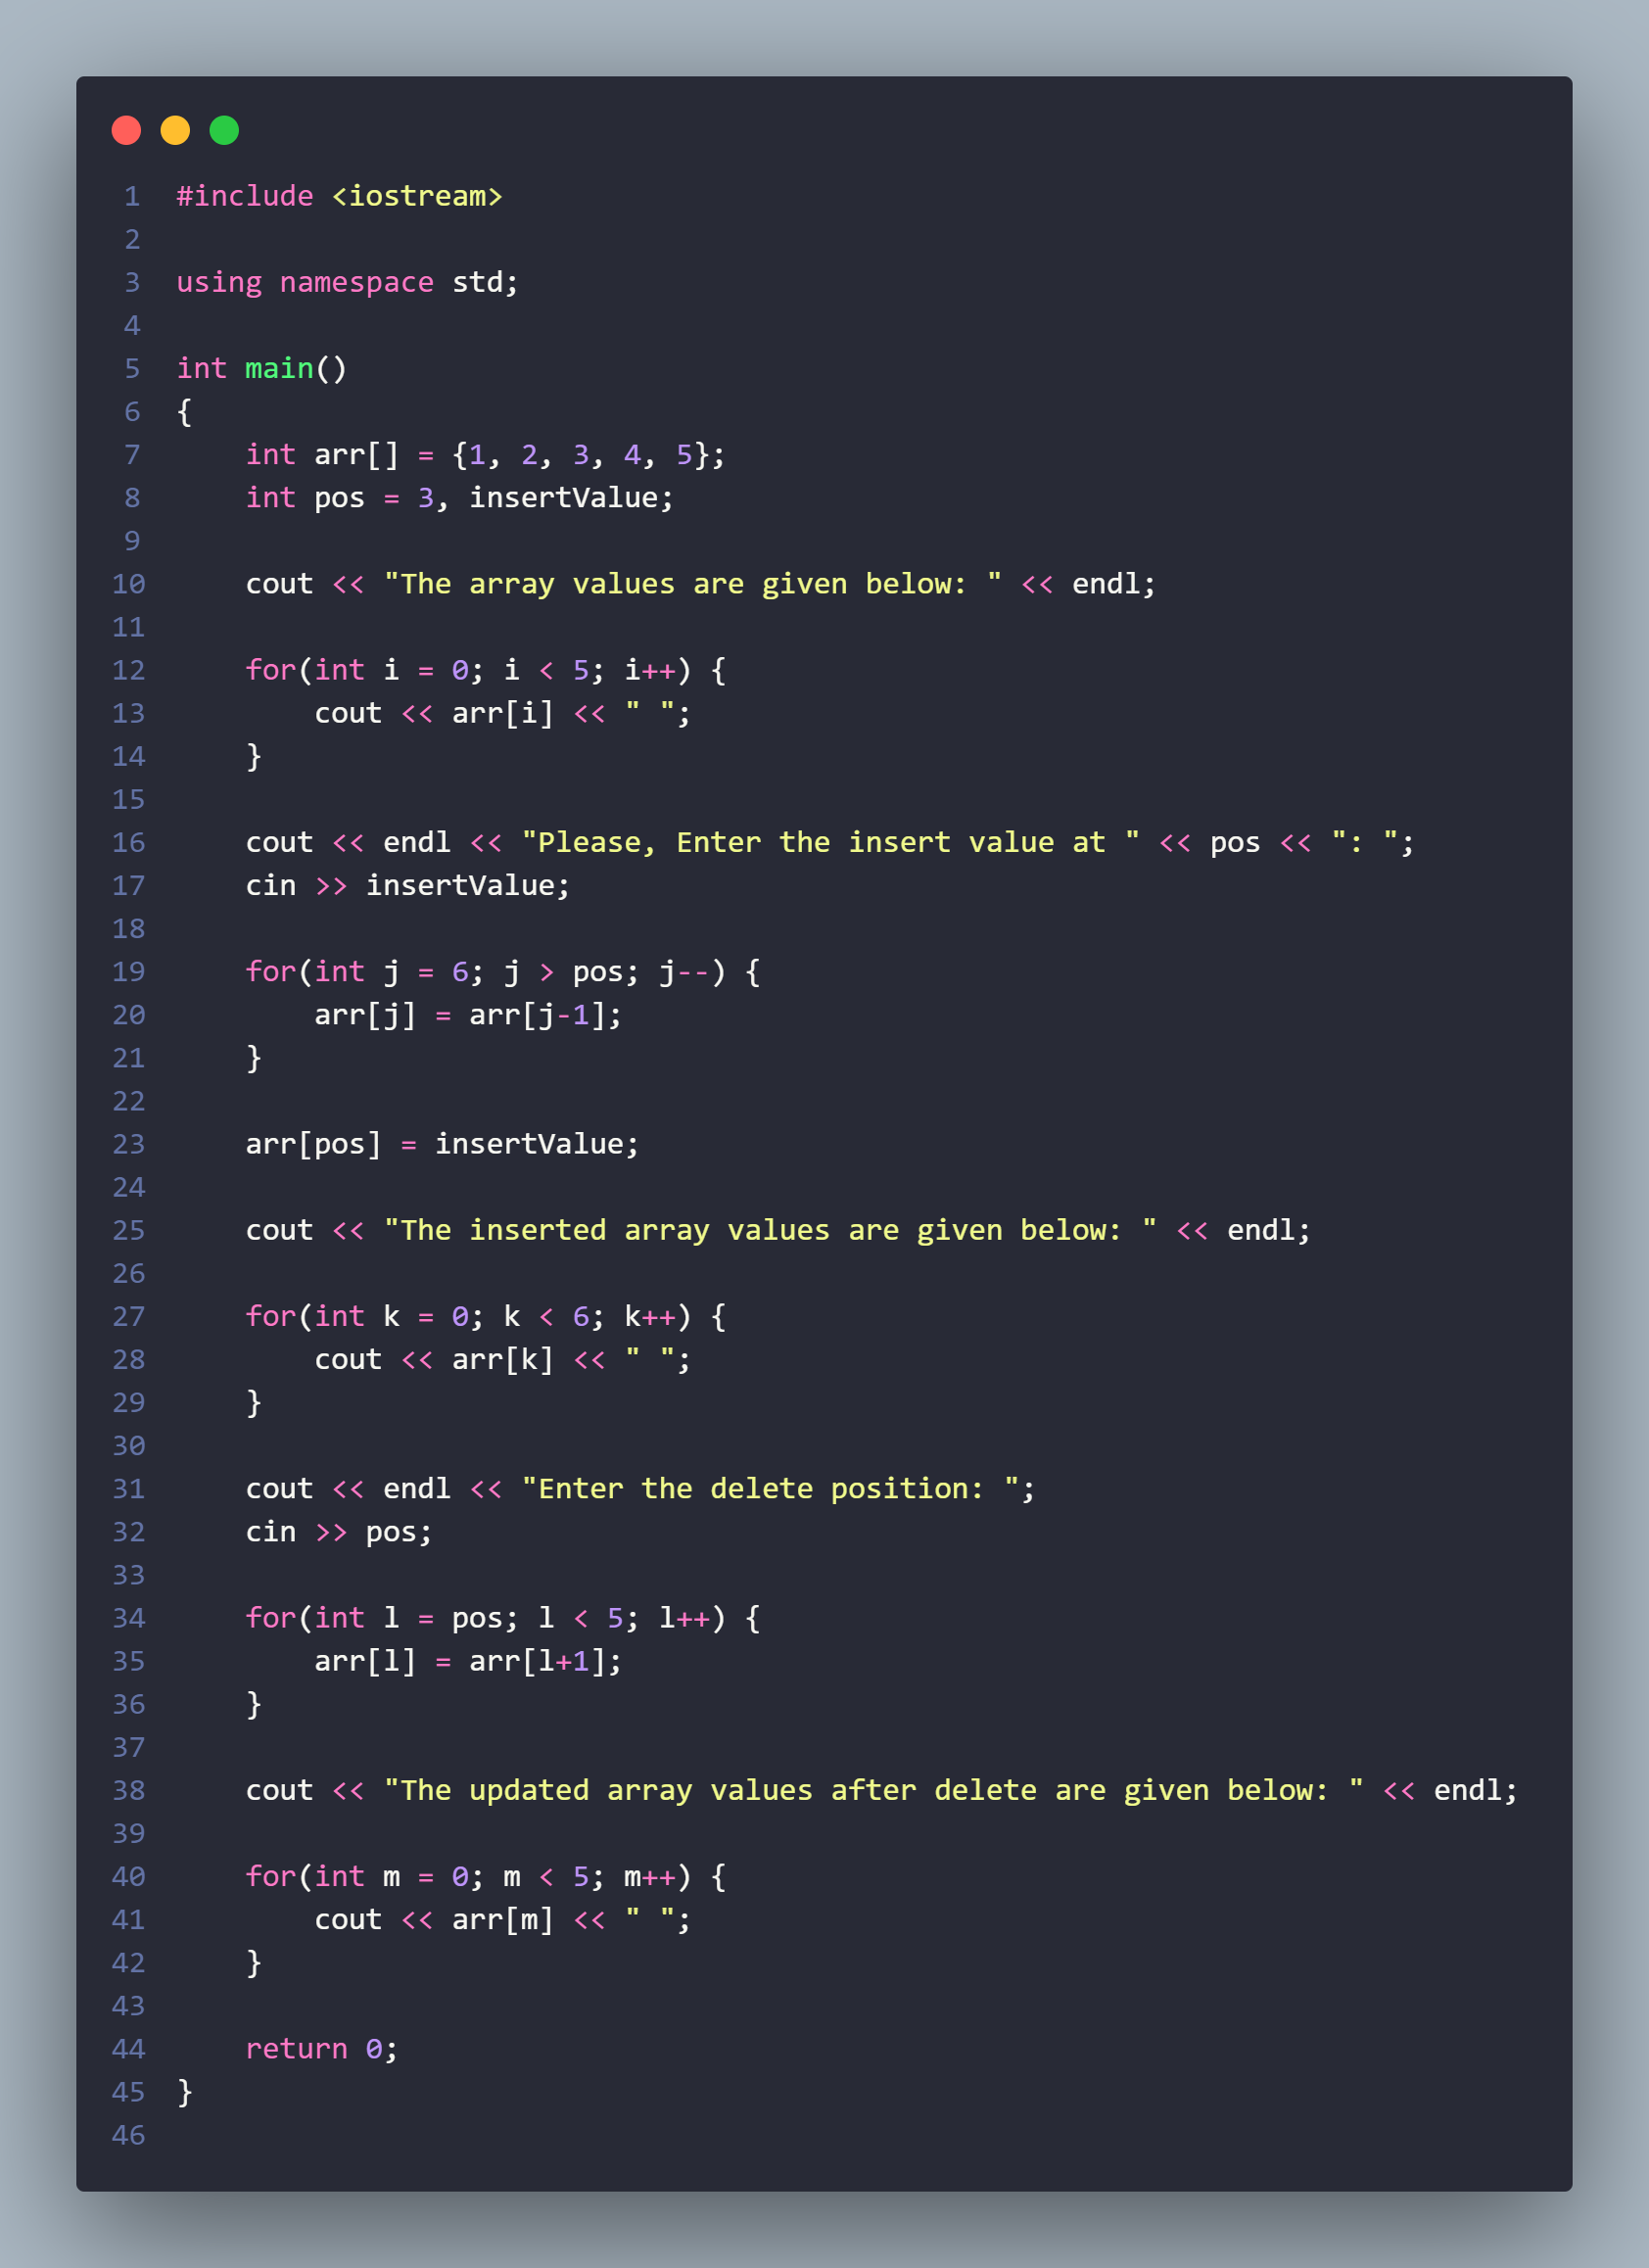 1 #include <iostream>
2
3 using namespace std;
4
5 int main()
6 {
7     int arr[] = {1, 2, 3, 4, 5};
8     int pos = 3, insertValue;
9
10     cout << "The array values are given below: " << endl;
11
12     for(int i = 0; i < 5; i++) {
13         cout << arr[i] << " ";
14     }
15
16     cout << endl << "Please, Enter the insert value at " << pos << ": ";
17     cin >> insertValue;
18
19     for(int j = 6; j > pos; j--) {
20         arr[j] = arr[j-1];
21     }
22
23     arr[pos] = insertValue;
24
25     cout << "The inserted array values are given below: " << endl;
26
27     for(int k = 0; k < 6; k++) {
28         cout << arr[k] << " ";
29     }
30
31     cout << endl << "Enter the delete position: ";
32     cin >> pos;
33
34     for(int l = pos; l < 5; l++) {
35         arr[l] = arr[l+1];
36     }
37
38     cout << "The updated array values after delete are given below: " << endl;
39
40     for(int m = 0; m < 5; m++) {
41         cout << arr[m] << " ";
42     }
43
44     return 0;
45 }
46